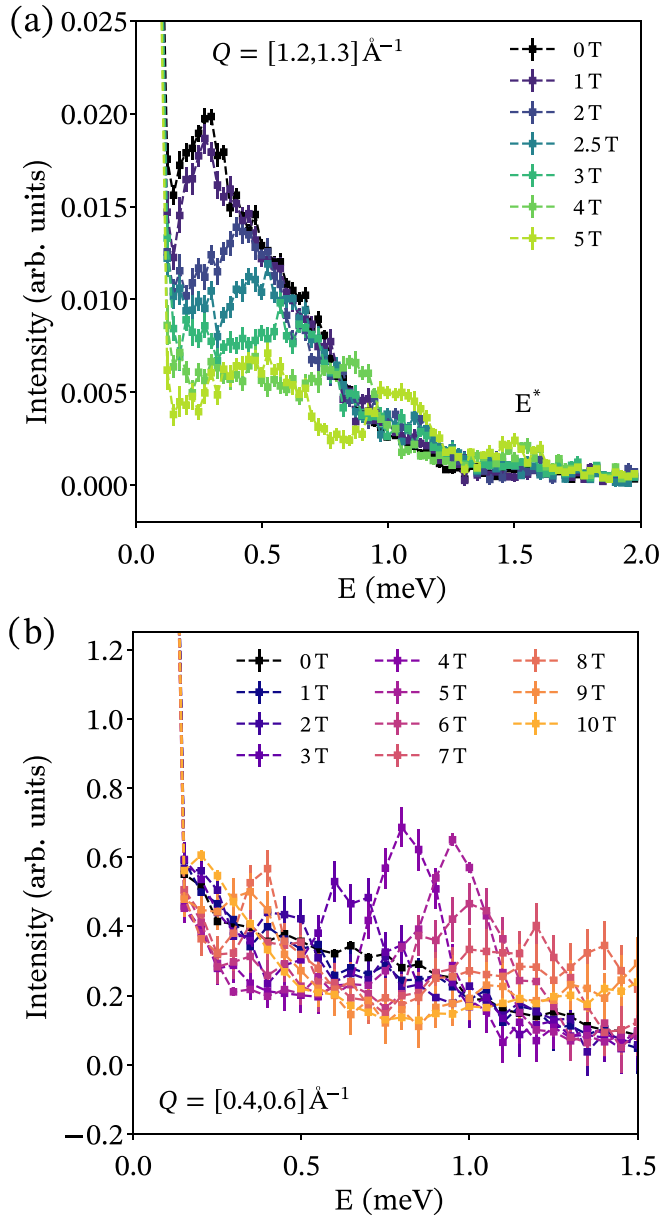 (a)
Q = [1.2,1.3] Å⁻¹
0 T
1 T
2 T
2.5 T
3 T
4 T
5 T
E*
0.025
0.020
0.015
0.010
0.005
0.000
Intensity (arb. units)
0.0 0.5 1.0 1.5 2.0
E (meV)
(b)
0 T 4 T 8 T
1 T 5 T 9 T
2 T 6 T 10 T
3 T 7 T
1.2
1.0
0.8
0.6
0.4
0.2
0.0
−0.2
Intensity (arb. units)
Q = [0.4,0.6] Å⁻¹
0.0 0.5 1.0 1.5
E (meV)